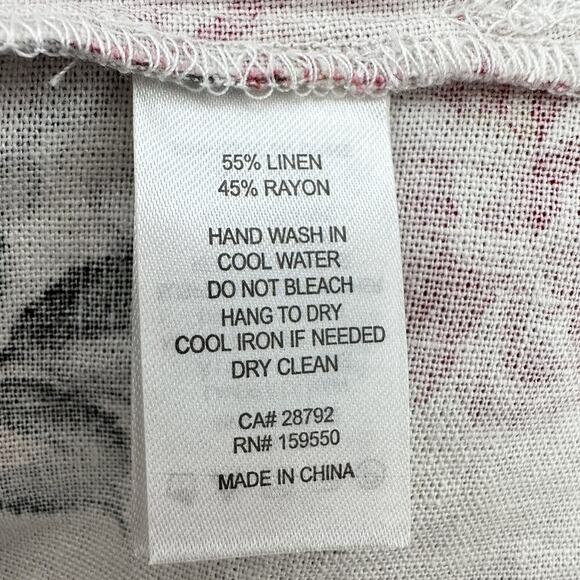 55% LINEN
45% RAYON
HAND WASH IN
COOL WATER
DO NOT BLEACH
HANG TO DRY
COOL IRON IF NEEDED
DRY CLEAN
CA# 28792
RN# 159550
MADE IN CHINA